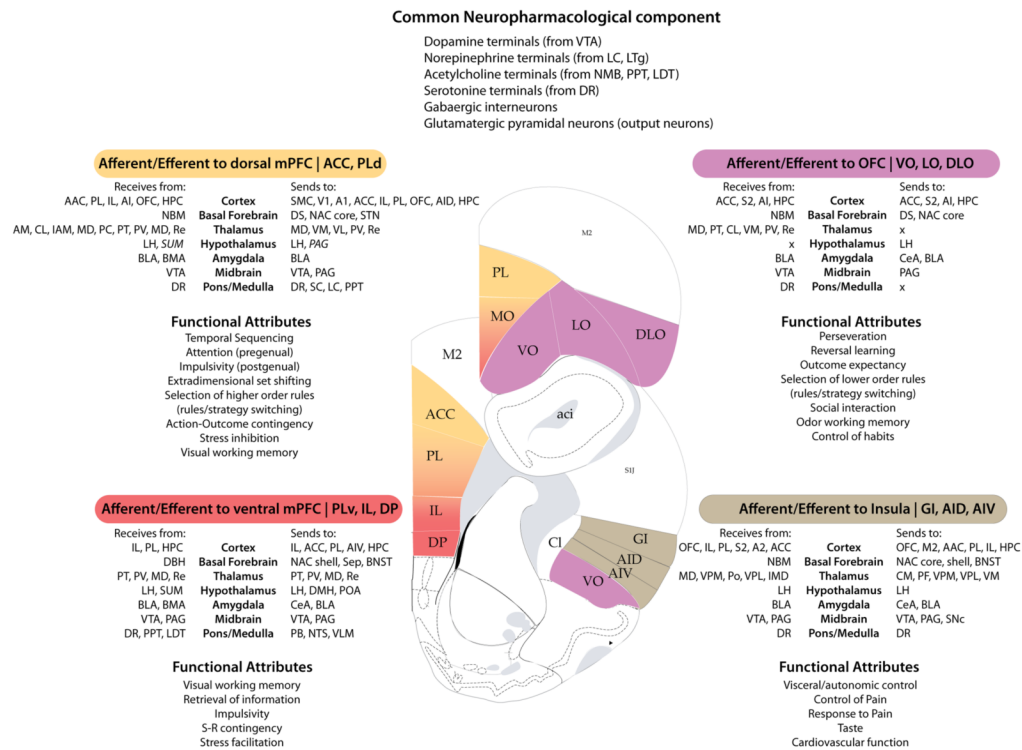 Common Neuropharmacological component
Dopamine terminals (from VTA)
Norepinephrine terminals (from LC, LTg)
Acetylcholine terminals (from NMB, PPT, LDT)
Serotonine terminals (from DR)
Gabaergic interneurons
Glutamatergic pyramidal neurons (output neurons)
Afferent/Efferent to dorsal mPFC | ACC, PLd
Receives from: Sends to:
AAC, PL, IL, AI, OFC, HPC Cortex SMC, V1, A1, ACC, IL, PL, OFC, AID, HPC
NBM Basal Forebrain DS, NAC core, STN
AM, CL, IAM, MD, PC, PT, PV, MD, Re Thalamus MD, VM, VL, PV, Re
LH, SUM Hypothalamus LH, PAG
BLA, BMA Amygdala BLA
VTA Midbrain VTA, PAG
DR Pons/Medulla DR, SC, LC, PPT
Functional Attributes
Temporal Sequencing
Attention (pregenual)
Impulsivity (postgenual)
Extradimensional set shifting
Selection of higher order rules
(rules/strategy switching)
Action-Outcome contingency
Stress inhibition
Visual working memory
Afferent/Efferent to OFC | VO, LO, DLO
Receives from: Sends to:
ACC, S2, AI, HPC Cortex ACC, S2, AI, HPC
NBM Basal Forebrain DS, NAC core
MD, PT, CL, VM, PV, Re Thalamus x
x Hypothalamus LH
BLA Amygdala CeA, BLA
VTA Midbrain PAG
DR Pons/Medulla x
Functional Attributes
Perseveration
Reversal learning
Outcome expectancy
Selection of lower order rules
(rules/strategy switching)
Social interaction
Odor working memory
Control of habits
M2
PL
MO
LO
DLO
VO
M2
ACC
aci
PL
S1J
IL
DP
Cl
GI
AID
AIV
VO
Afferent/Efferent to ventral mPFC | PLv, IL, DP
Receives from: Sends to:
IL, PL, HPC Cortex IL, ACC, PL, AIV, HPC
DBH Basal Forebrain NAC shell, Sep, BNST
PT, PV, MD, Re Thalamus PT, PV, MD, Re
LH, SUM Hypothalamus LH, DMH, POA
BLA, BMA Amygdala CeA, BLA
VTA, PAG Midbrain VTA, PAG
DR, PPT, LDT Pons/Medulla PB, NTS, VLM
Functional Attributes
Visual working memory
Retrieval of information
Impulsivity
S-R contingency
Stress facilitation
Afferent/Efferent to Insula | GI, AID, AIV
Receives from: Sends to:
OFC, IL, PL, S2, A2, ACC Cortex OFC, M2, AAC, PL, IL, HPC
NBM Basal Forebrain NAC core, shell, BNST
MD, VPM, Po, VPL, IMD Thalamus CM, PF, VPM, VPL, VM
LH Hypothalamus LH
BLA Amygdala CeA, BLA
VTA, PAG Midbrain VTA, PAG, SNc
DR Pons/Medulla DR
Functional Attributes
Visceral/autonomic control
Control of Pain
Response to Pain
Taste
Cardiovascular function